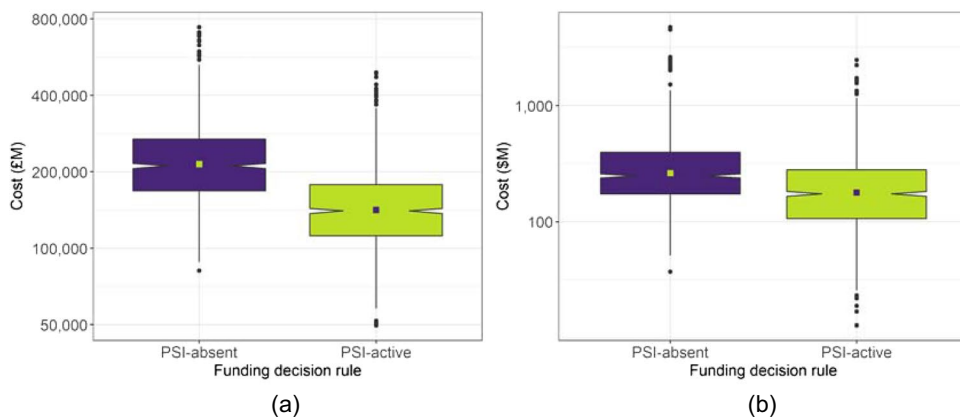 Cost (£M)
800,000
400,000
200,000
100,000
50,000
PSI-absent PSI-active
Funding decision rule
(a)
Cost ($M)
1,000
100
PSI-absent PSI-active
Funding decision rule
(b)